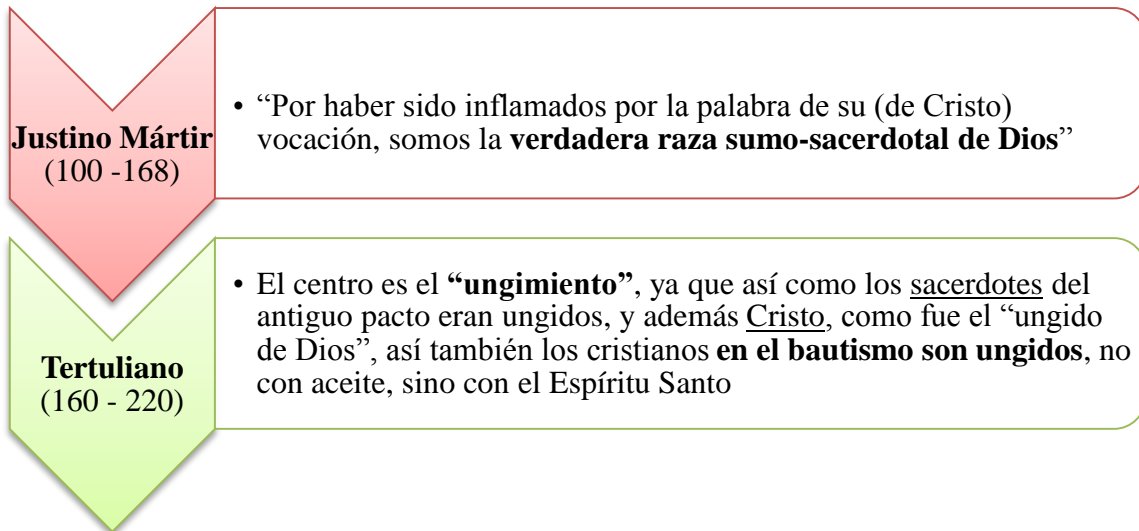 Justino Mártir
(100 -168)
• “Por haber sido inflamados por la palabra de su (de Cristo)
vocación, somos la verdadera raza sumo-sacerdotal de Dios”
Tertuliano
(160 - 220)
• El centro es el “ungimiento”, ya que así como los sacerdotes del
antiguo pacto eran ungidos, y además Cristo, como fue el “ungido
de Dios”, así también los cristianos en el bautismo son ungidos, no
con aceite, sino con el Espíritu Santo